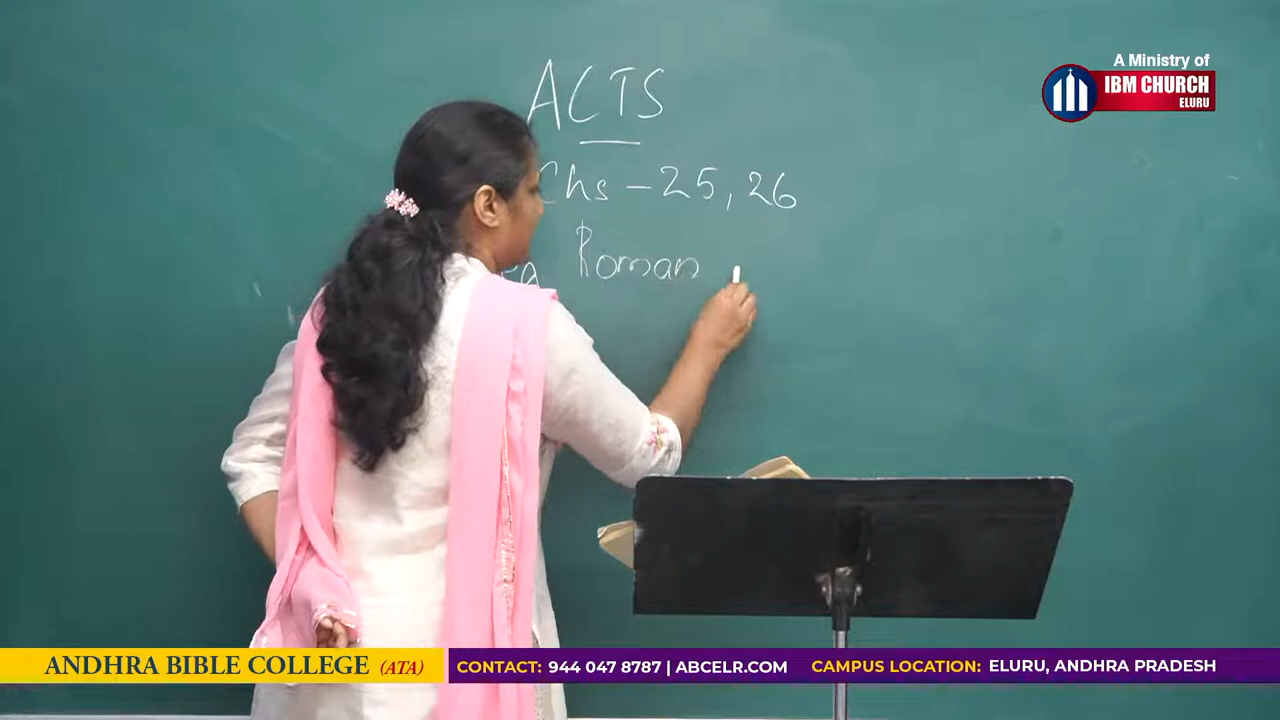 A Ministry of
IBM CHURCH
ELURU
ACTS
Chs - 25, 26
Roman
ANDHRA BIBLE COLLEGE (ATA)
CONTACT: 944 047 8787 | ABCELR.COM CAMPUS LOCATION: ELURU, ANDHRA PRADESH